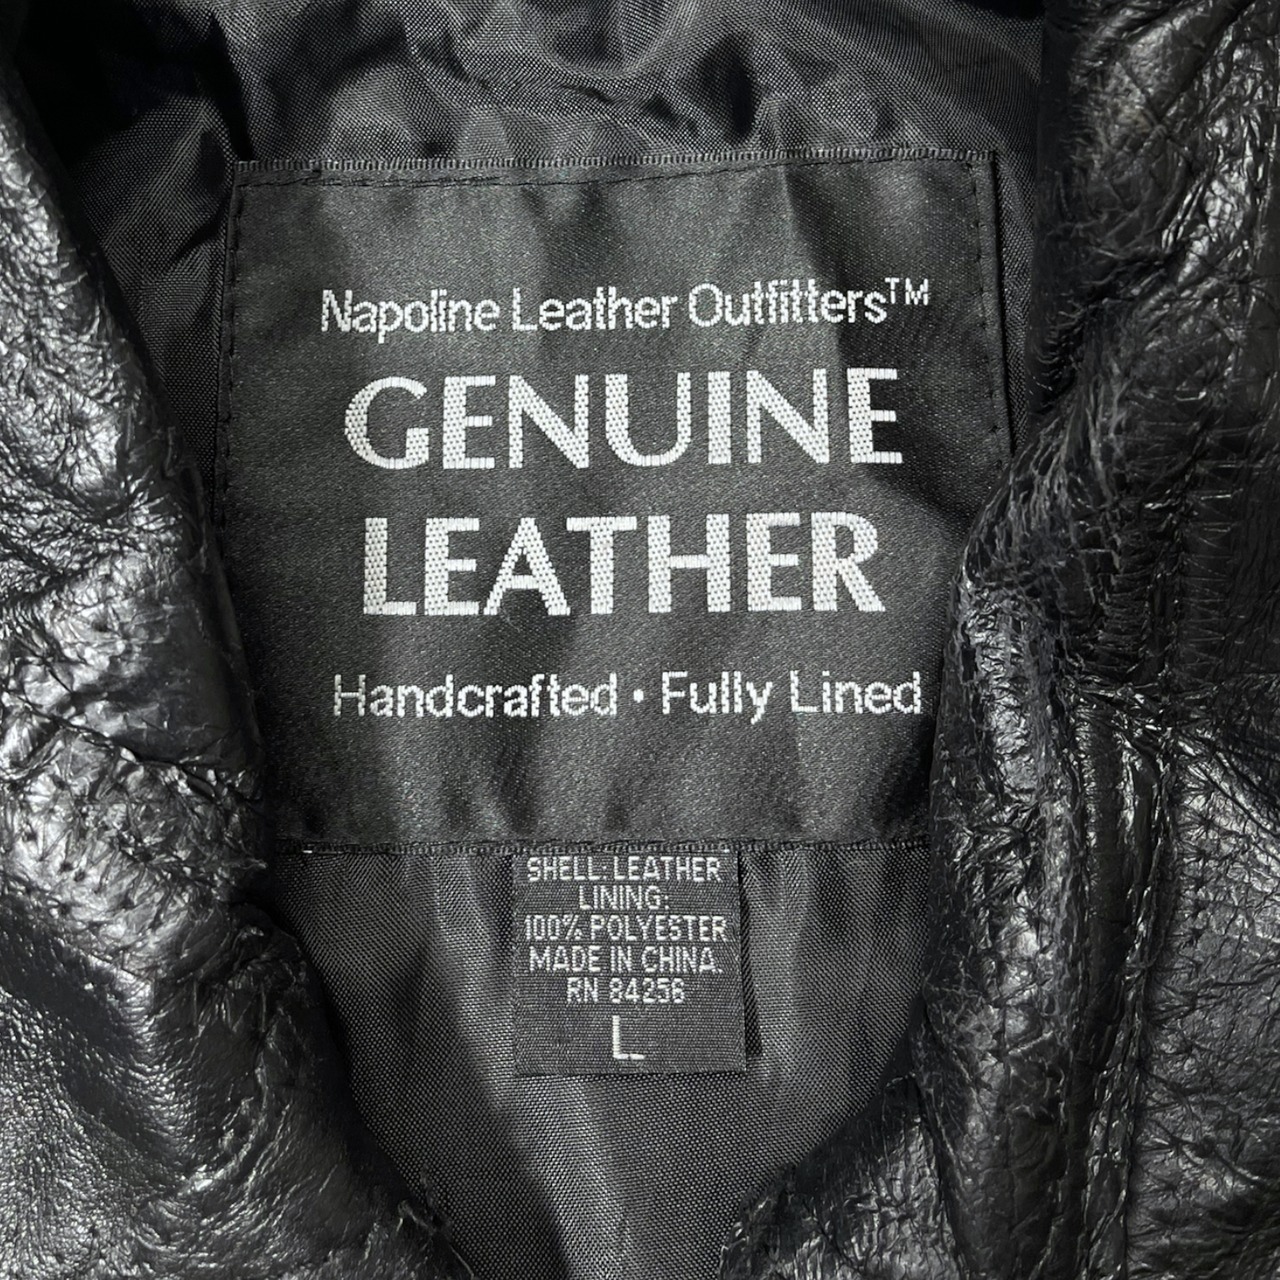 Napoline Leather Outfitters™
GENUINE
LEATHER
Handcrafted • Fully Lined
SHELL: LEATHER
LINING:
100% POLYESTER
MADE IN CHINA.
RN 84256
L